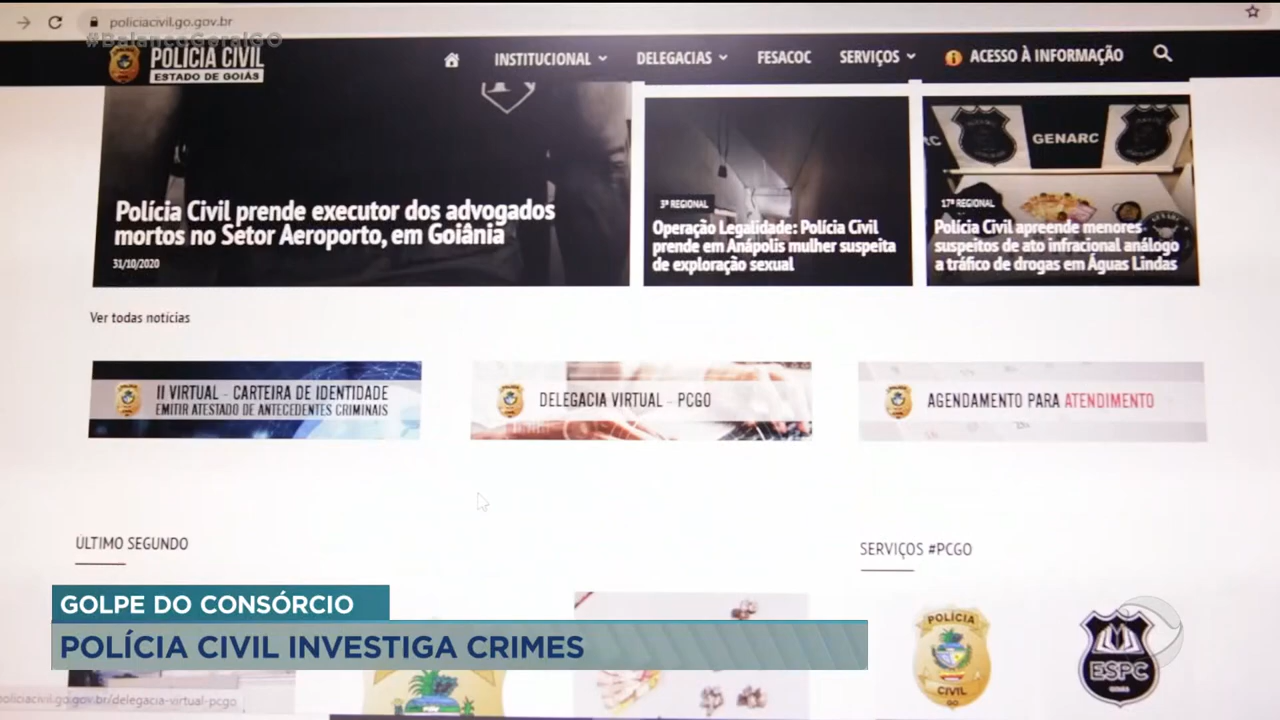 policiacivil.go.gov.br
#BalançoGeralGO
POLÍCIA CIVIL
ESTADO DE GOIÁS
INSTITUCIONAL
DELEGACIAS
FESACOC
SERVIÇOS
ACESSO À INFORMAÇÃO
Polícia Civil prende executor dos advogados
mortos no Setor Aeroporto, em Goiânia
31/10/2020
3ª REGIONAL
Operação Legalidade: Polícia Civil
prende em Anápolis mulher suspeita
de exploração sexual
GENARC
17ª REGIONAL
Polícia Civil apreende menores
suspeitos de ato infracional análogo
a tráfico de drogas em Águas Lindas
Ver todas notícias
II VIRTUAL - CARTEIRA DE IDENTIDADE
EMITIR ATESTADO DE ANTECEDENTES CRIMINAIS
DELEGACIA VIRTUAL - PCGO
AGENDAMENTO PARA ATENDIMENTO
ÚLTIMO SEGUNDO
SERVIÇOS #PCGO
GOLPE DO CONSÓRCIO
POLÍCIA CIVIL INVESTIGA CRIMES
POLÍCIA
CIVIL
GO
ESPC
GOIÁS
policiacivil.go.gov.br/delegacia-virtual-pcgo